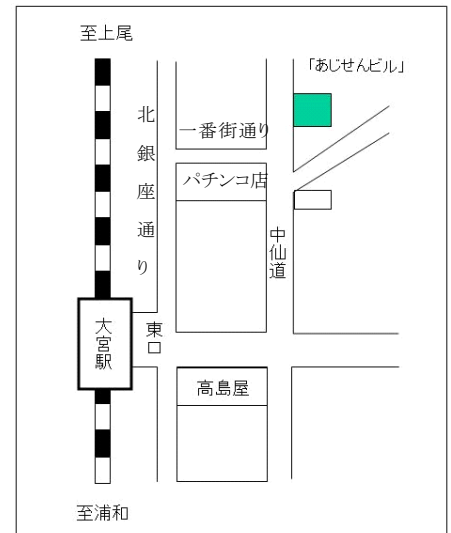 至上尾
「あじせんビル」
北銀座通り
一番街通り
パチンコ店
中仙道
大宮駅
東口
高島屋
至浦和